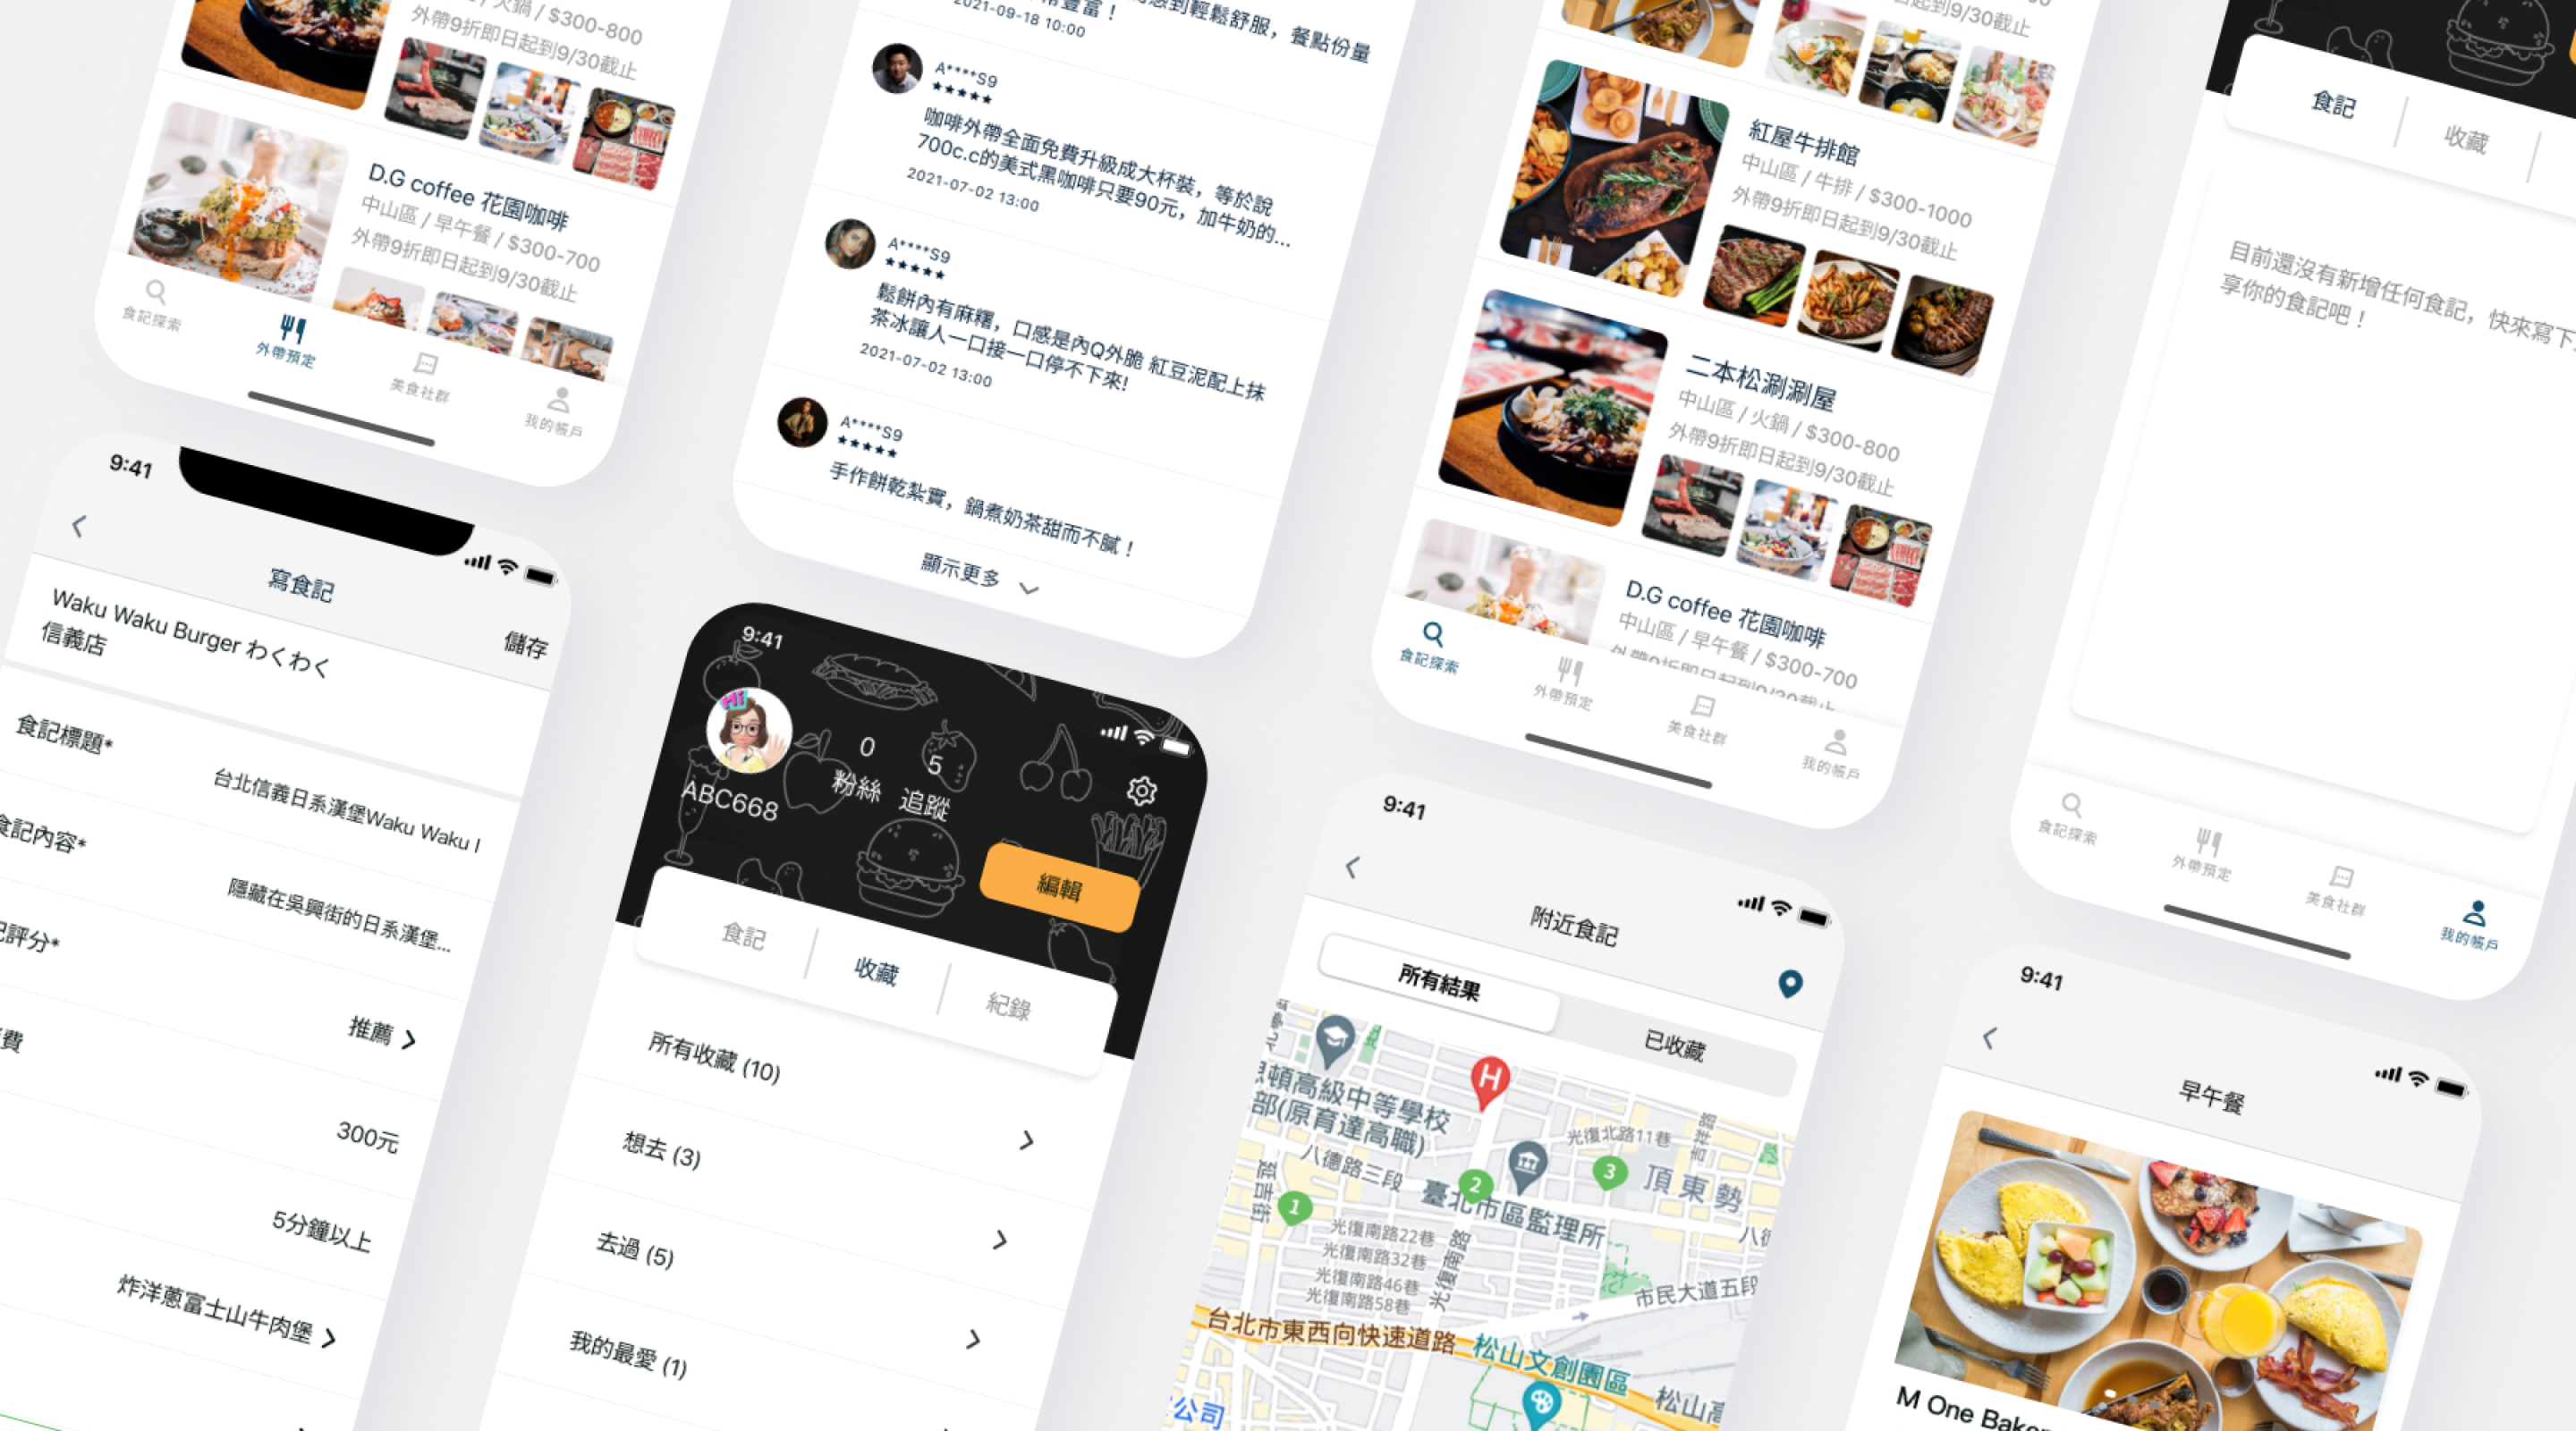 火鍋 / $300-800
外帶9折即日起到9/30截止
D.G coffee 花園咖啡
中山區 / 早午餐 / $300-700
外帶9折即日起到9/30截止
食記探索
外帶預定
美食社群
我的帳戶
感到輕鬆舒服，餐點份量
豐富！
2021-09-18 10:00
A****S9
★★★★★
咖啡外帶全面免費升級成大杯裝，等於說
700c.c的美式黑咖啡只要90元，加牛奶的...
2021-07-02 13:00
A****S9
★★★★★
鬆餅內有麻糬，口感是內Q外脆 紅豆泥配上抹
茶冰讓人一口接一口停不下來!
2021-07-02 13:00
A****S9
★★★★★
手作餅乾紮實，鍋煮奶茶甜而不膩！
顯示更多
起到9/30截止
紅屋牛排館
中山區 / 牛排 / $300-1000
外帶9折即日起到9/30截止
二本松涮涮屋
中山區 / 火鍋 / $300-800
外帶9折即日起到9/30截止
D.G coffee 花園咖啡
中山區 / 早午餐 / $300-700
食記探索
外帶預定
美食社群
我的帳戶
食記
收藏
目前還沒有新增任何食記，快來寫下
享你的食記吧！
食記探索
外帶預定
美食社群
我的帳戶
9:41
寫食記
儲存
Waku Waku Burger わくわく
信義店
食記標題*
台北信義日系漢堡Waku Waku
食記內容*
隱藏在吳興街的日系漢堡...
評分*
推薦
費
300元
5分鐘以上
炸洋蔥富士山牛肉堡
9:41
Hi
ABC668
0
粉絲
5
追蹤
編輯
食記
收藏
紀錄
所有收藏 (10)
想去 (3)
去過 (5)
我的最愛 (1)
9:41
附近食記
所有結果
已收藏
H
頓高級中等學校
部(原育達高職)
八德路三段
光復北路11巷
吉祥路
延吉街
1
2
3
頂東勢
臺北市區監理所
光復南路22巷
光復南路32巷
光復南路46巷
光復南路58巷
光復南路
市民大道五段
台北市東西向快速道路
松山文創園區
松山高
公司
9:41
早午餐
M One